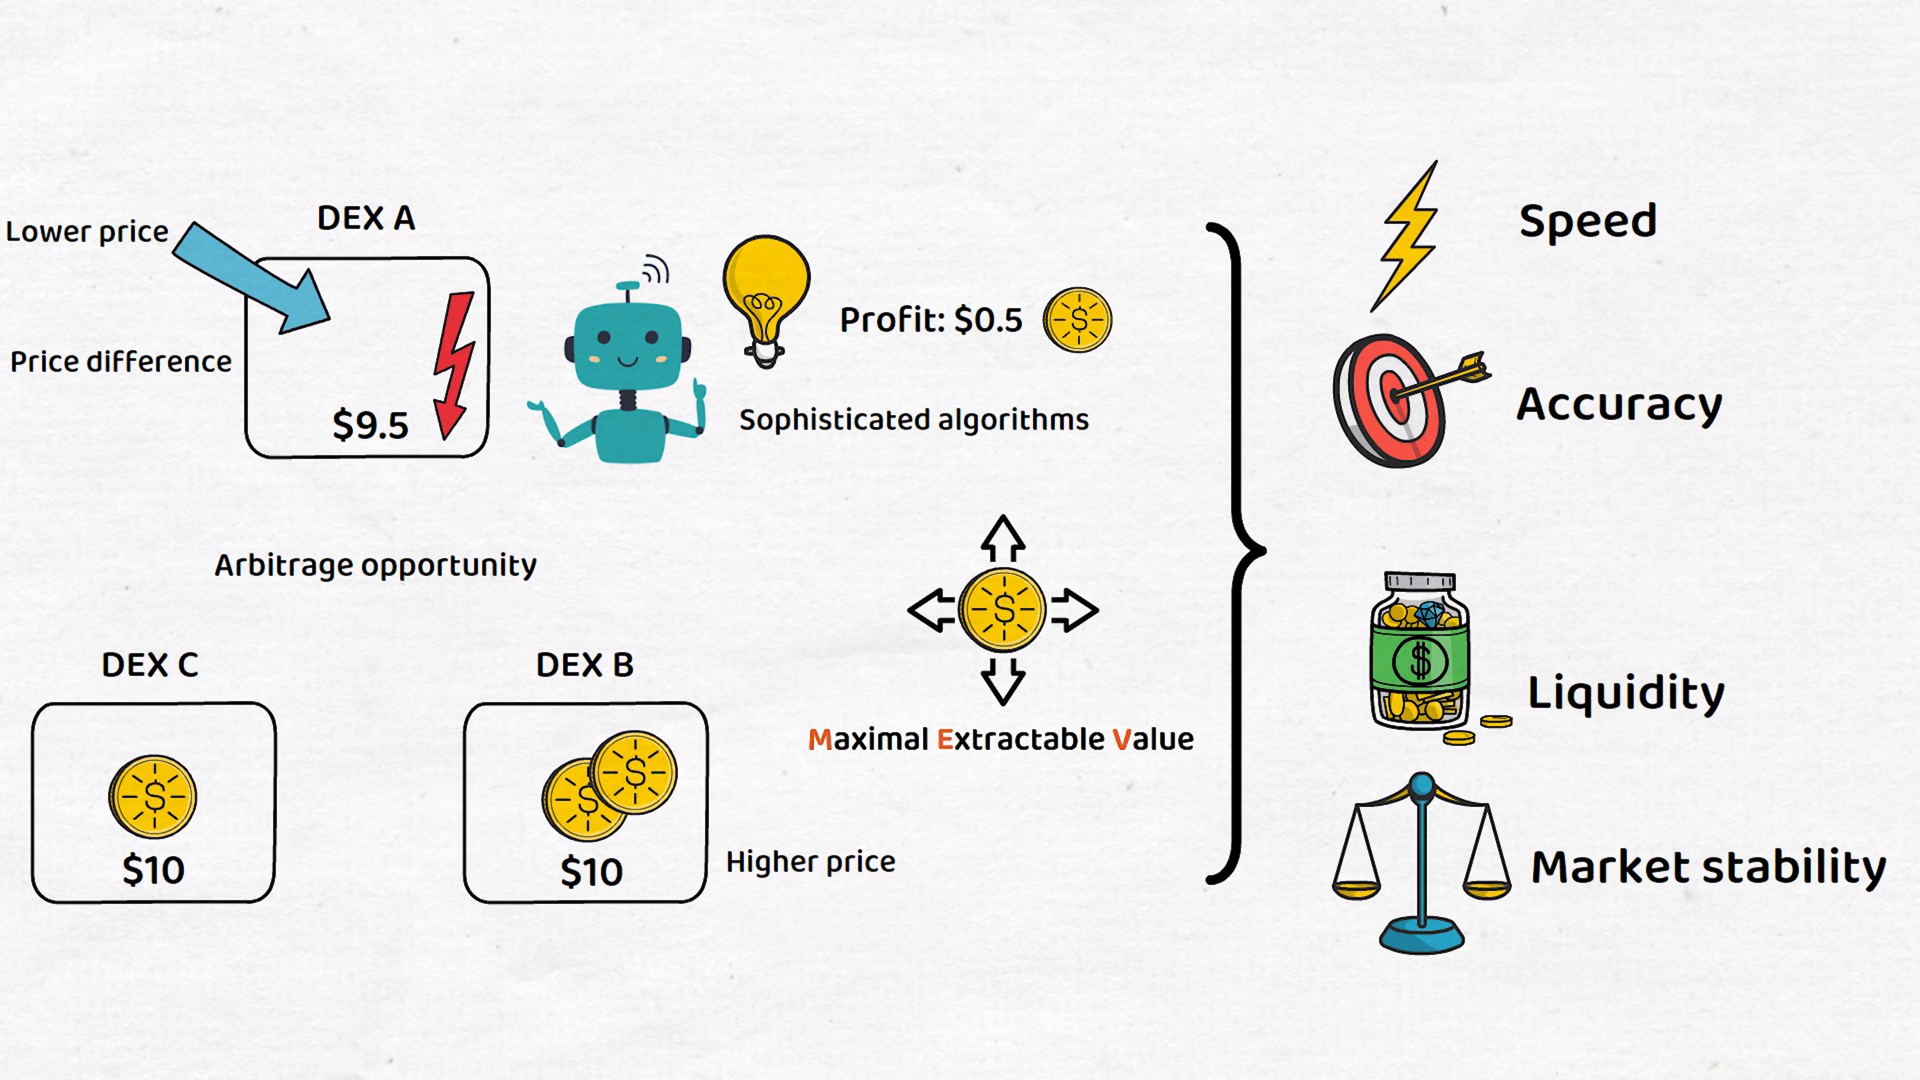 Lower price
DEX A
Price difference
$9.5
Profit: $0.5
Sophisticated algorithms
Arbitrage opportunity
DEX C
$10
DEX B
$10
Higher price
Maximal Extractable Value
Speed
Accuracy
Liquidity
Market stability